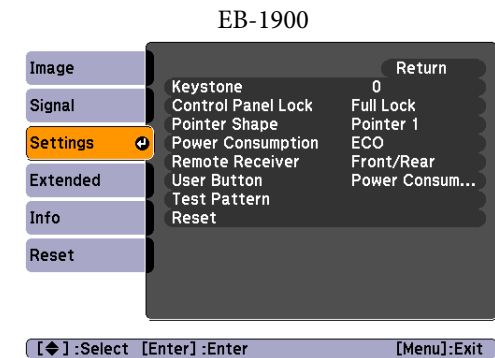 EB-1900
Image
Signal
Settings
Extended
Info
Reset
Return
Keystone 0
Control Panel Lock Full Lock
Pointer Shape Pointer 1
Power Consumption ECO
Remote Receiver Front/Rear
User Button Power Consum...
Test Pattern
Reset
[◆] :Select [Enter] :Enter [Menu]:Exit